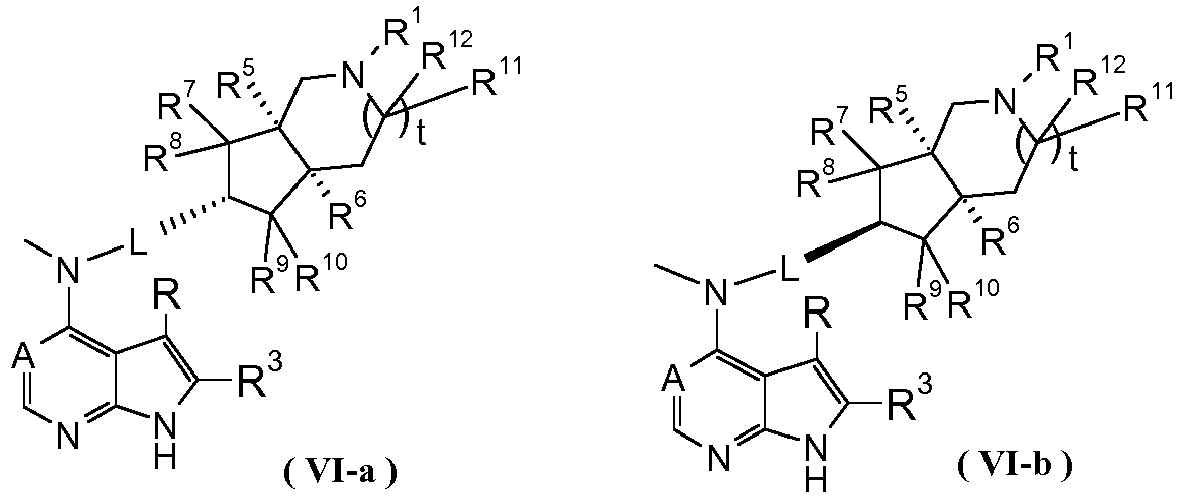 R¹ R¹
R¹² R¹²
N R¹¹ N R¹¹
R⁵ R⁵
R⁷ R⁷
( )t ( )t
R⁸ R⁸
R⁶ R⁶
L L
N R⁹ R¹⁰ N R⁹ R¹⁰
R R
A R³ A R³
N N N N
H H
( VI-a ) ( VI-b )